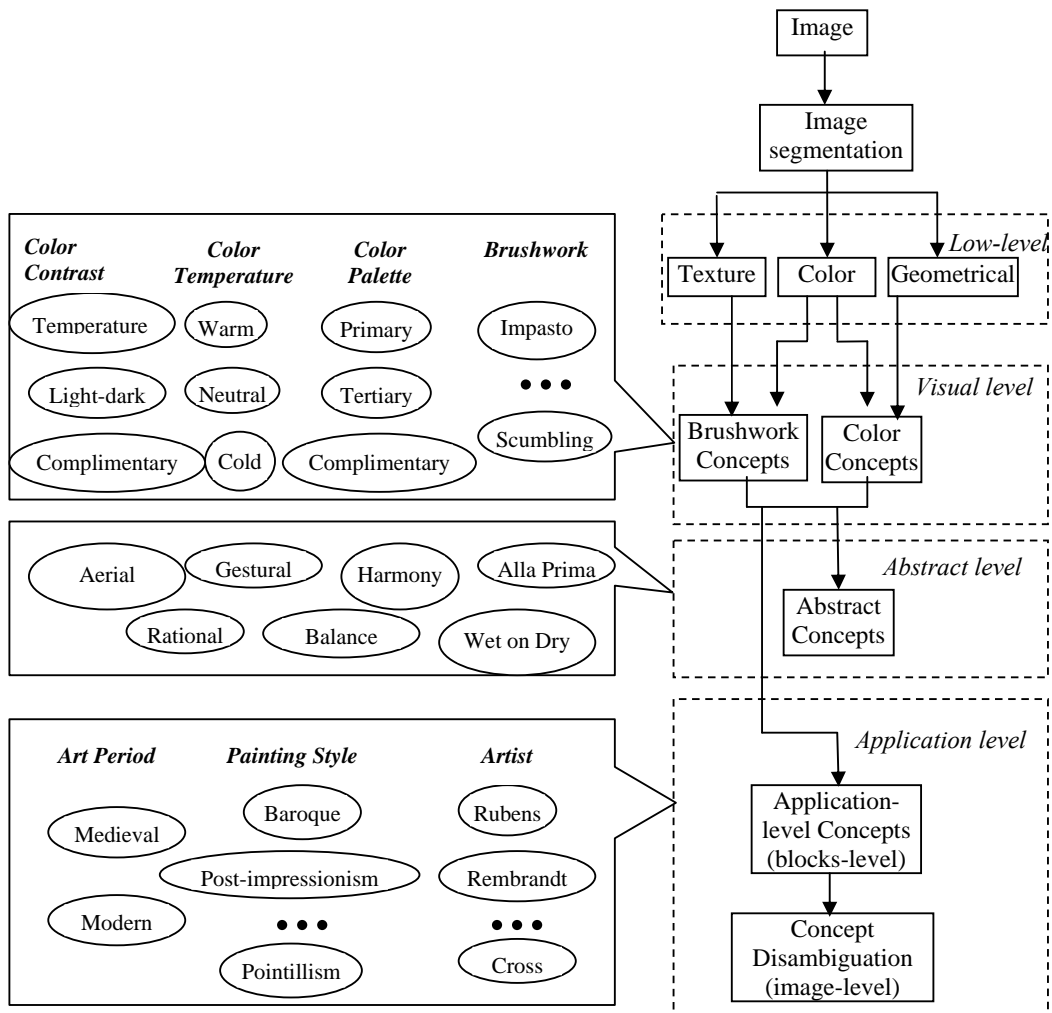 Image
Image
segmentation
Low-level
Texture
Color
Geometrical
Visual level
Brushwork
Concepts
Color
Concepts
Abstract level
Abstract
Concepts
Application level
Application-
level Concepts
(blocks-level)
Concept
Disambiguation
(image-level)
Color
Contrast
Temperature
Light-dark
Complimentary
Color
Temperature
Warm
Neutral
Cold
Color
Palette
Primary
Tertiary
Complimentary
Brushwork
Impasto
• • •
Scumbling
Aerial
Gestural
Harmony
Alla Prima
Rational
Balance
Wet on Dry
Art Period
Medieval
Modern
Painting Style
Baroque
Post-impressionism
• • •
Pointillism
Artist
Rubens
Rembrandt
• • •
Cross